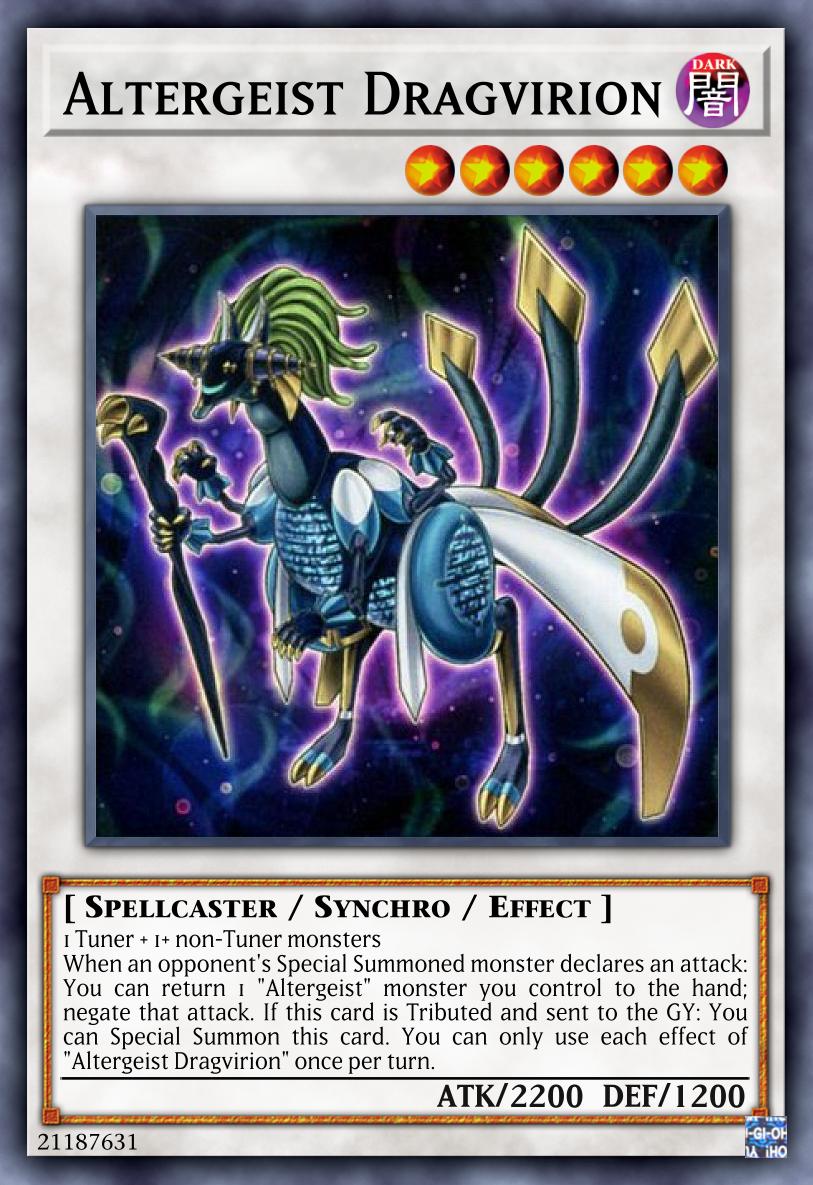 Altergeist Dragvirion
DARK
闇
[ Spellcaster / Synchro / Effect ]
1 Tuner + 1+ non-Tuner monsters
When an opponent's Special Summoned monster declares an attack:
You can return 1 "Altergeist" monster you control to the hand;
negate that attack. If this card is Tributed and sent to the GY: You
can Special Summon this card. You can only use each effect of
"Altergeist Dragvirion" once per turn.
ATK/2200 DEF/1200
21187631